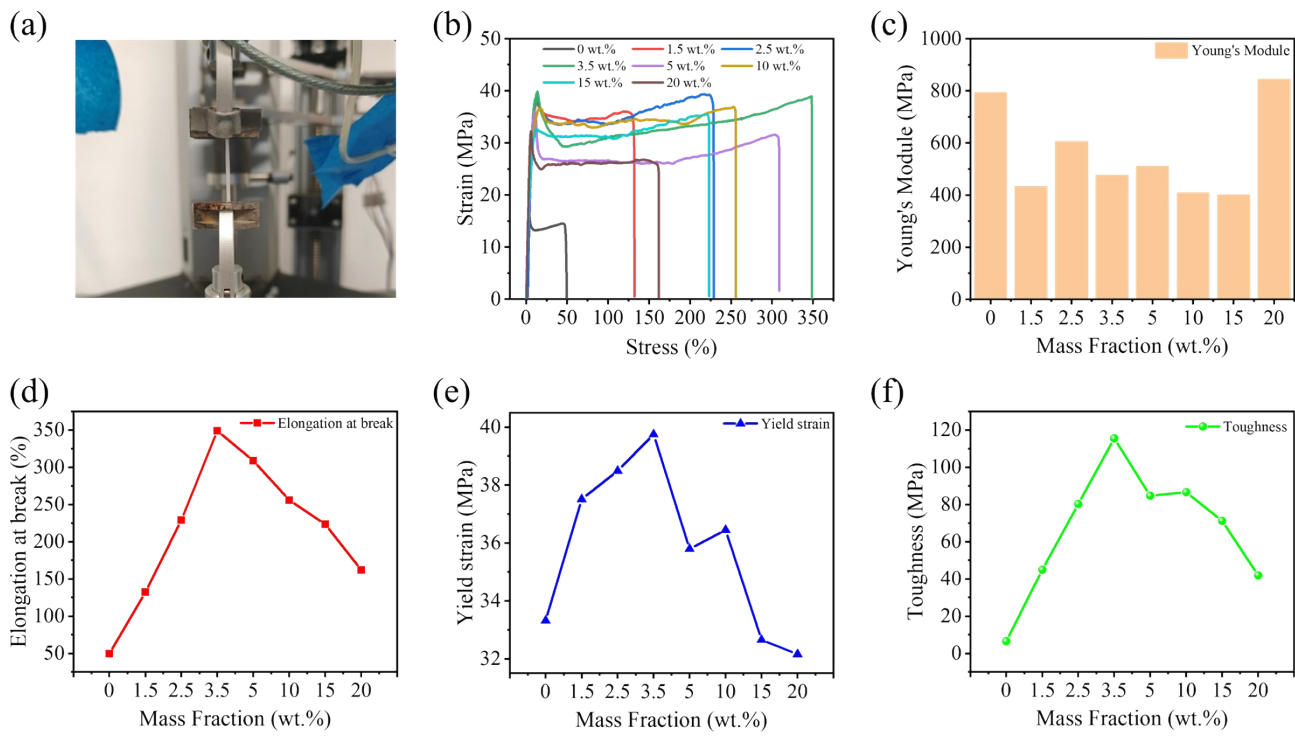 (a)
(b)
50
40
30
20
10
0
Strain (MPa)
0 wt.% 1.5 wt.% 2.5 wt.%
3.5 wt.% 5 wt.% 10 wt.%
15 wt.% 20 wt.%
0 50 100 150 200 250 300 350
Stress (%)
(c)
1000
800
600
400
200
0
Young's Module (MPa)
Young's Module
0 1.5 2.5 3.5 5 10 15 20
Mass Fraction (wt.%)
(d)
350
300
250
200
150
100
50
Elongation at break (%)
Elongation at break
0 1.5 2.5 3.5 5 10 15 20
Mass Fraction (wt.%)
(e)
40
38
36
34
32
Yield strain (MPa)
Yield strain
0 1.5 2.5 3.5 5 10 15 20
Mass Fraction (wt.%)
(f)
120
100
80
60
40
20
0
Toughness (MPa)
Toughness
0 1.5 2.5 3.5 5 10 15 20
Mass Fraction (wt.%)